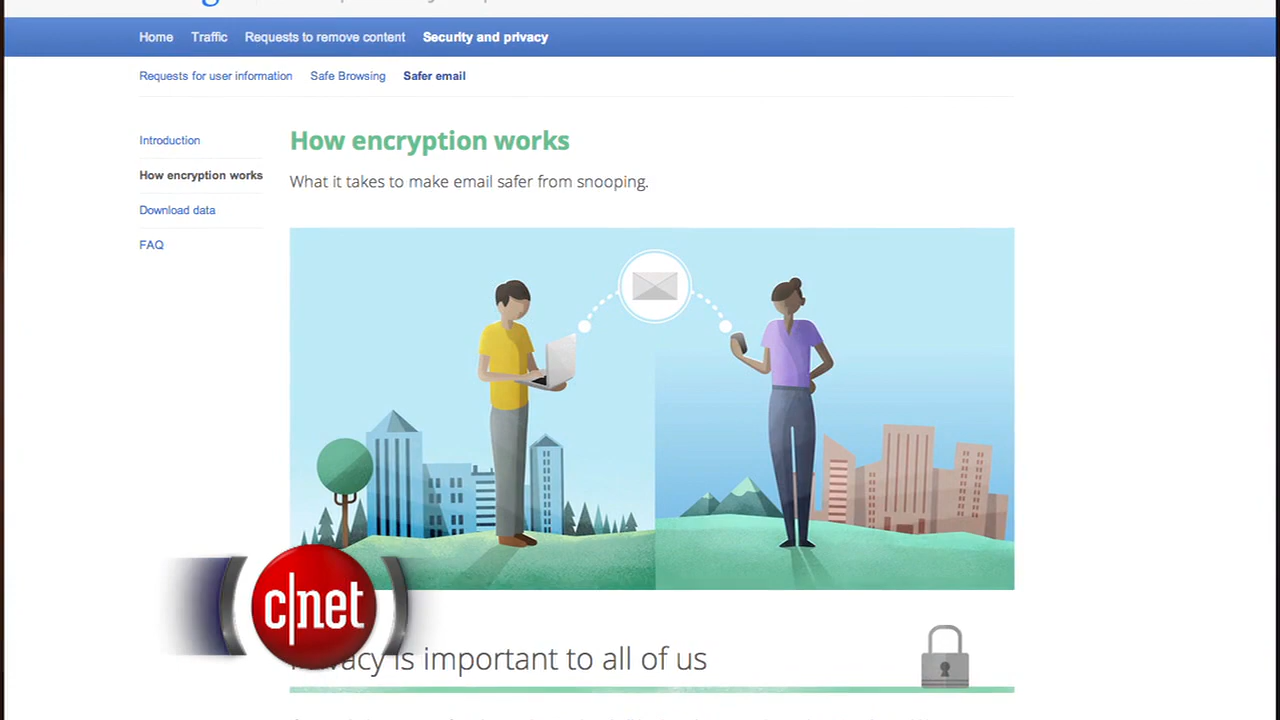 Home Traffic Requests to remove content Security and privacy
Requests for user information Safe Browsing Safer email
Introduction
How encryption works
Download data
FAQ
How encryption works
What it takes to make email safer from snooping.
c|net
Privacy is important to all of us